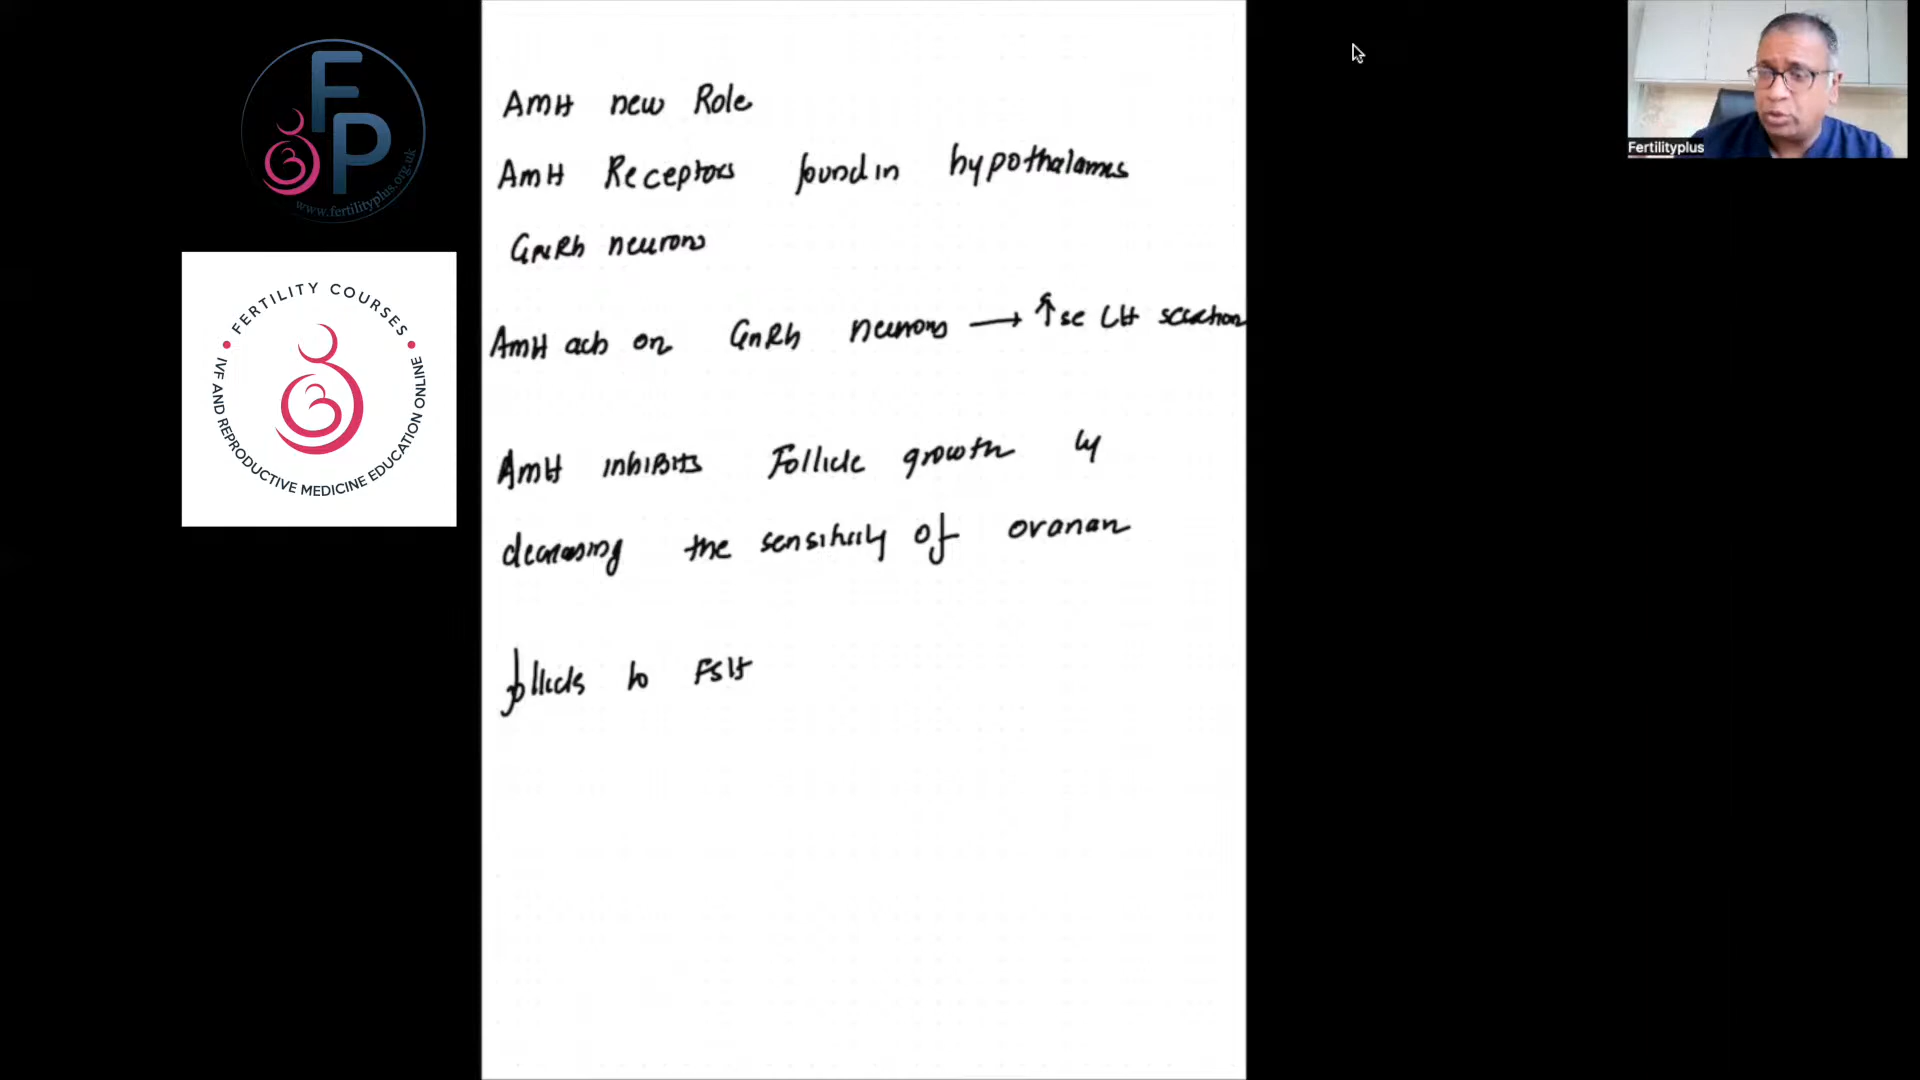 FP
www.fertilityplus.org.uk
• FERTILITY COURSES •
IVF AND REPRODUCTIVE MEDICINE EDUCATION ONLINE
AMH new Role
AMH Receptors found in hypothalamus
GnRh neurons
AMH acts on GnRh neurons → ↑se LH secretion
AMH inhibits Follicle growth by
decreasing the sensitivity of ovarian
follicles to FSH
Fertilityplus